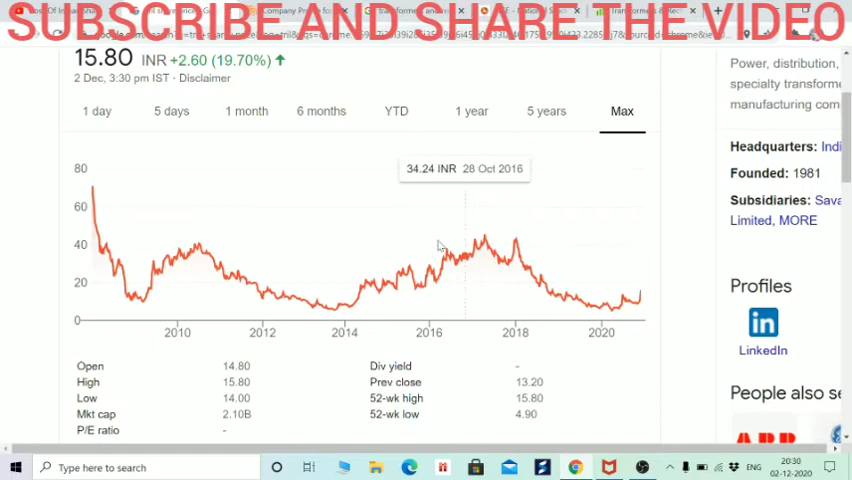 SUBSCRIBE AND SHARE THE VIDEO
15.80 INR +2.60 (19.70%)
2 Dec, 3:30 pm IST - Disclaimer
1 day 5 days 1 month 6 months YTD 1 year 5 years Max
34.24 INR 28 Oct 2016
80
60
40
20
0
2010 2012 2014 2016 2018 2020
Open 14.80 Div yield -
High 15.80 Prev close 13.20
Low 14.00 52-wk high 15.80
Mkt cap 2.10B 52-wk low 4.90
P/E ratio -
Power, distribution,
specialty transformer
manufacturing com
Headquarters: Indi
Founded: 1981
Subsidiaries: Sava
Limited, MORE
Profiles
in
LinkedIn
People also se
ABB
Type here to search
ENG
20:30
02-12-2020